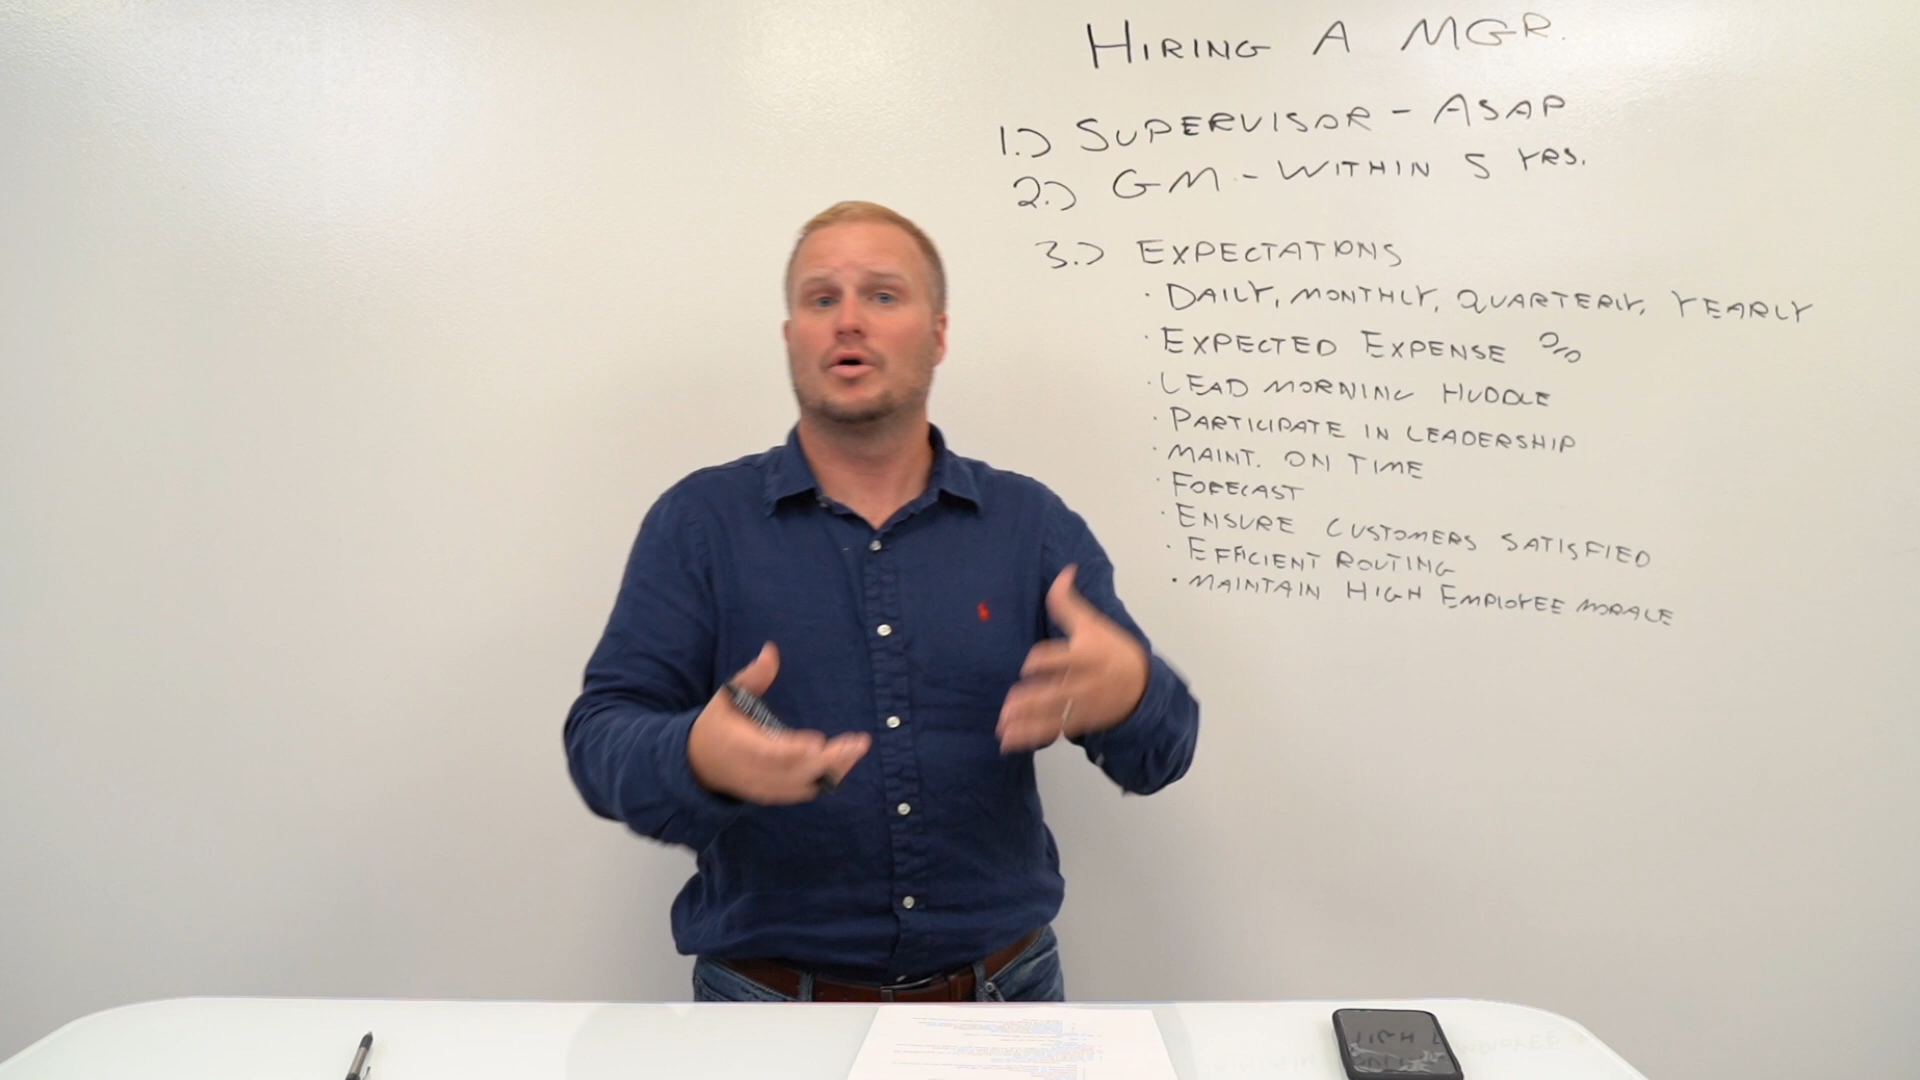 HIRING A MGR.
1.) SUPERVISOR - ASAP
2.) GM - WITHIN 5 YRS.
3.) EXPECTATIONS
· DAILY, MONTHLY, QUARTERLY, YEARLY
· EXPECTED EXPENSE %
· LEAD MORNING HUDDLE
· PARTICIPATE IN LEADERSHIP
· MAINT. ON TIME
· FORECAST
· ENSURE CUSTOMERS SATISFIED
· EFFICIENT ROUTING
· MAINTAIN HIGH EMPLOYEE MORALE